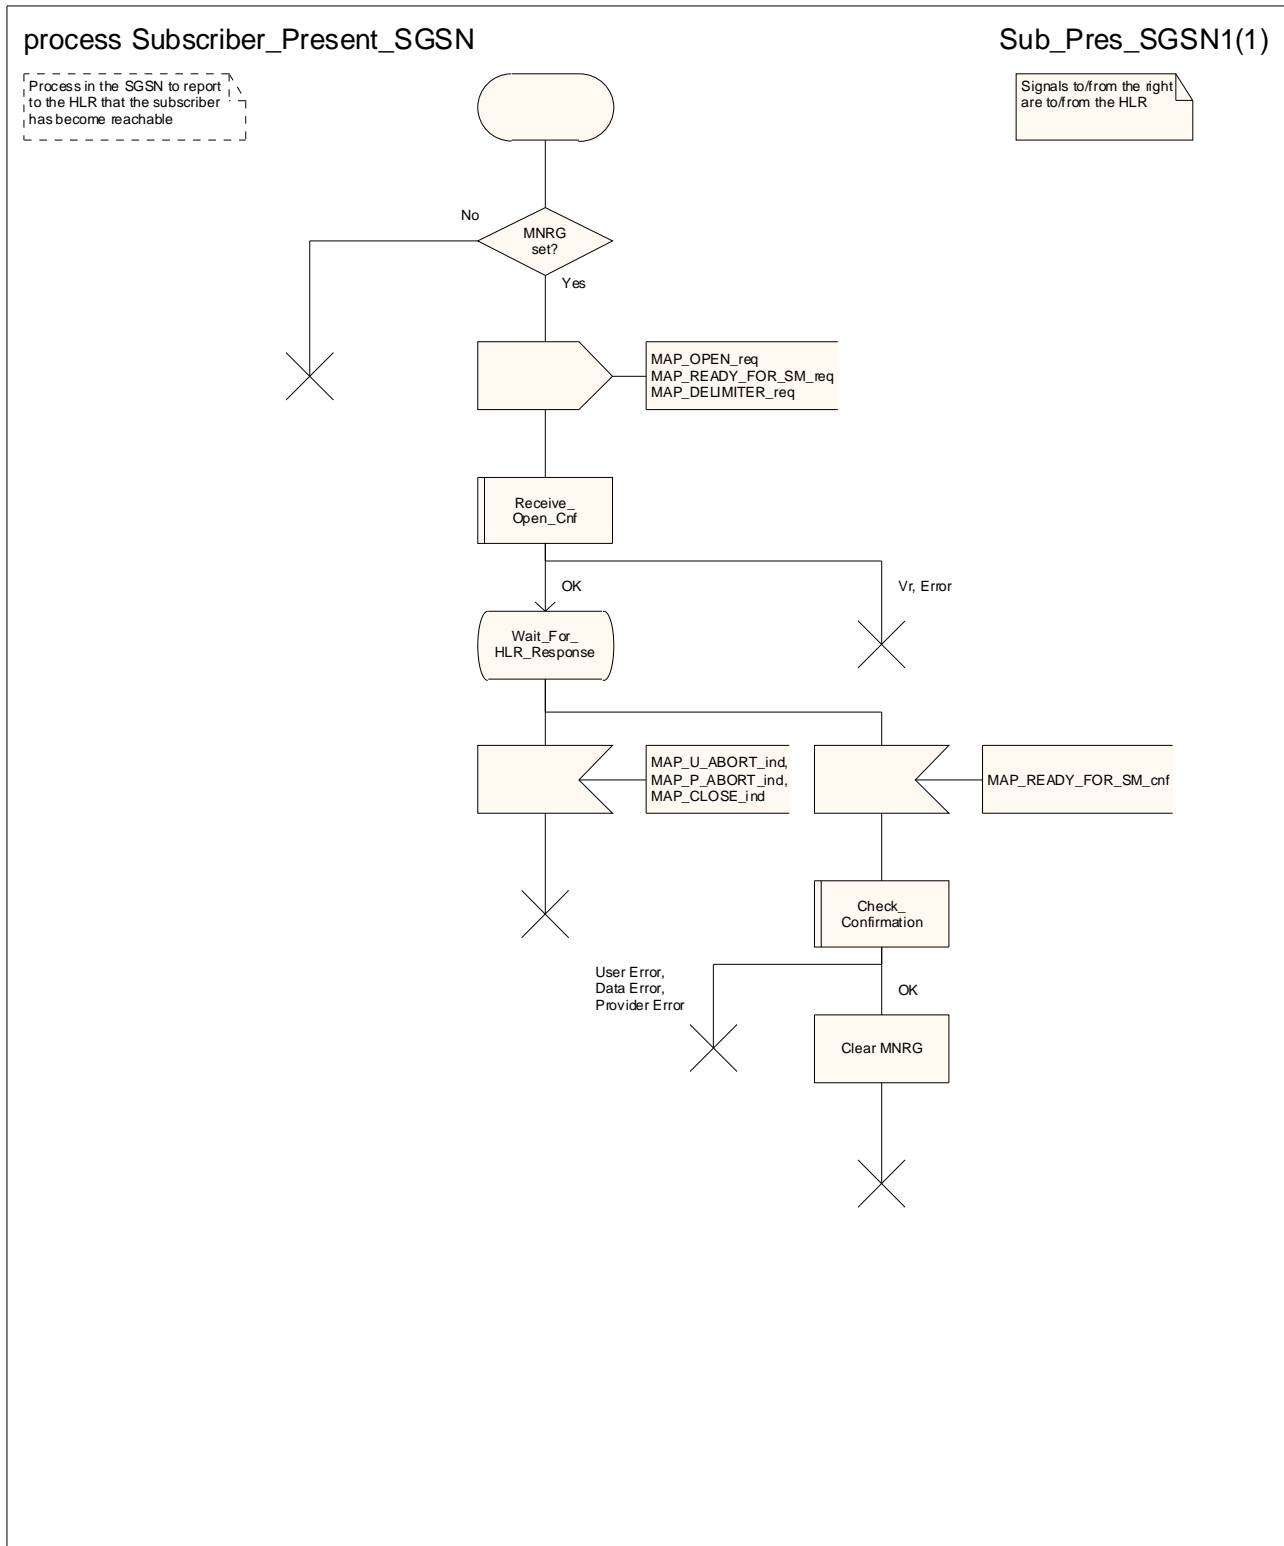 process Subscriber_Present_SGSN
Sub_Pres_SGSN1(1)
Process in the SGSN to report
to the HLR that the subscriber
has become reachable
Signals to/from the right
are to/from the HLR
No
MNRG
set?
Yes
MAP_OPEN_req
MAP_READY_FOR_SM_req
MAP_DELIMITER_req
Receive_
Open_Cnf
OK
Vr, Error
Wait_For_
HLR_Response
MAP_U_ABORT_ind,
MAP_P_ABORT_ind,
MAP_CLOSE_ind
MAP_READY_FOR_SM_cnf
Check_
Confirmation
User Error,
Data Error,
Provider Error
OK
Clear MNRG